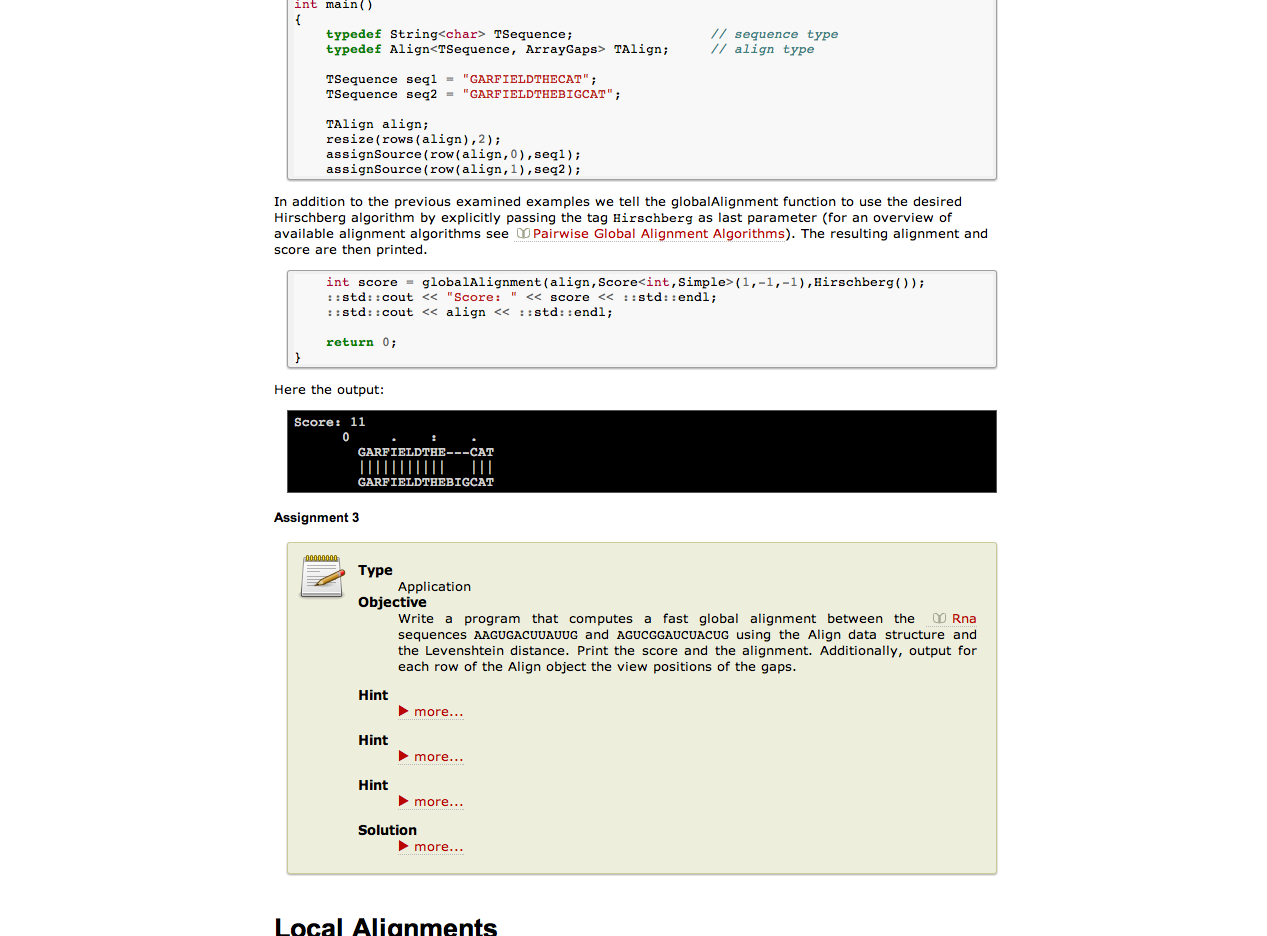 int main()
{
    typedef String<char> TSequence;                 // sequence type
    typedef Align<TSequence, ArrayGaps> TAlign;     // align type
    TSequence seq1 = "GARFIELDTHECAT";
    TSequence seq2 = "GARFIELDTHEBIGCAT";
    TAlign align;
    resize(rows(align),2);
    assignSource(row(align,0),seq1);
    assignSource(row(align,1),seq2);
In addition to the previous examined examples we tell the globalAlignment function to use the desired
Hirschberg algorithm by explicitly passing the tag Hirschberg as last parameter (for an overview of
available alignment algorithms see Pairwise Global Alignment Algorithms). The resulting alignment and
score are then printed.
    int score = globalAlignment(align,Score<int,Simple>(1,-1,-1),Hirschberg());
    ::std::cout << "Score: " << score << ::std::endl;
    ::std::cout << align << ::std::endl;
    return 0;
}
Here the output:
Score: 11
      0     .    :    .
        GARFIELDTHE---CAT
        |||||||||||   |||
        GARFIELDTHEBIGCAT
Assignment 3
Type
Application
Objective
Write a program that computes a fast global alignment between the Rna
sequences AAGUGACUUAUUG and AGUCGGAUCUACUG using the Align data structure and
the Levenshtein distance. Print the score and the alignment. Additionally, output for
each row of the Align object the view positions of the gaps.
Hint
▶ more...
Hint
▶ more...
Hint
▶ more...
Solution
▶ more...
Local Alignments